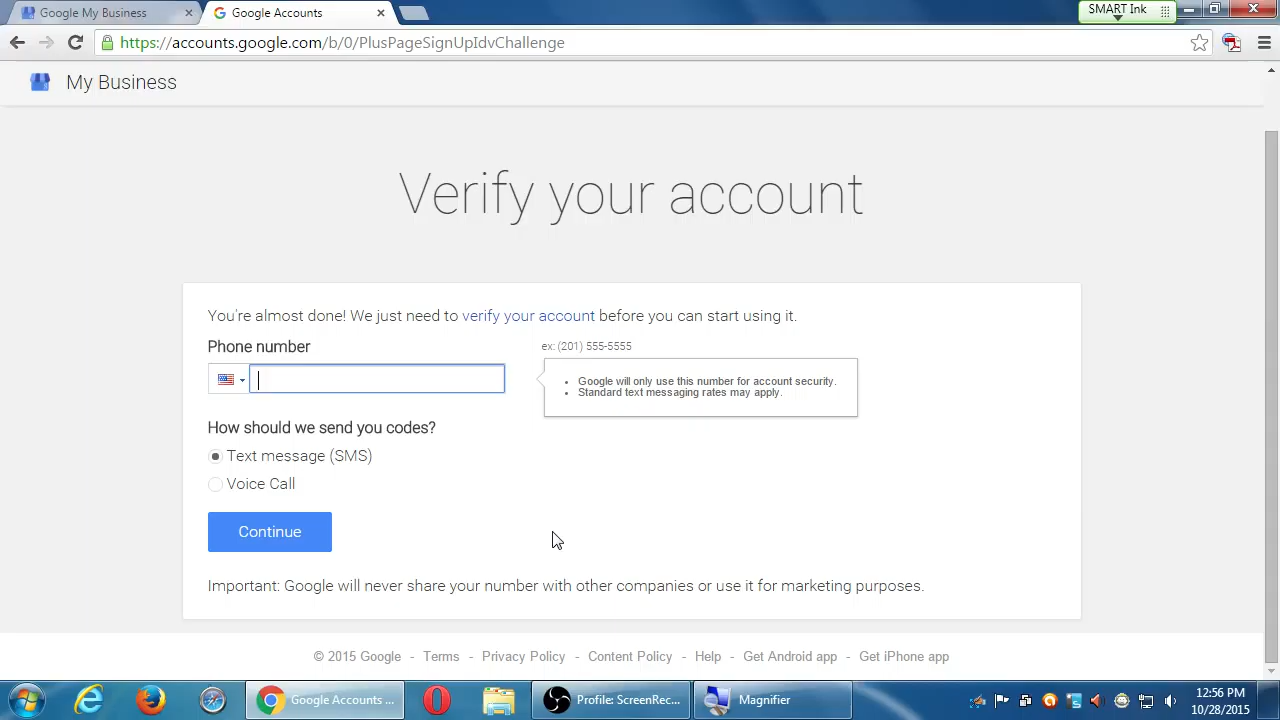 Google My Business
Google Accounts
SMART Ink
https://accounts.google.com/b/0/PlusPageSignUpIdvChallenge
My Business
Verify your account
You're almost done! We just need to verify your account before you can start using it.
Phone number
ex: (201) 555-5555
Google will only use this number for account security.
Standard text messaging rates may apply.
How should we send you codes?
Text message (SMS)
Voice Call
Continue
Important: Google will never share your number with other companies or use it for marketing purposes.
© 2015 Google - Terms - Privacy Policy - Content Policy - Help - Get Android app - Get iPhone app
Google Accounts ...
Profile: ScreenRec...
Magnifier
12:56 PM
10/28/2015